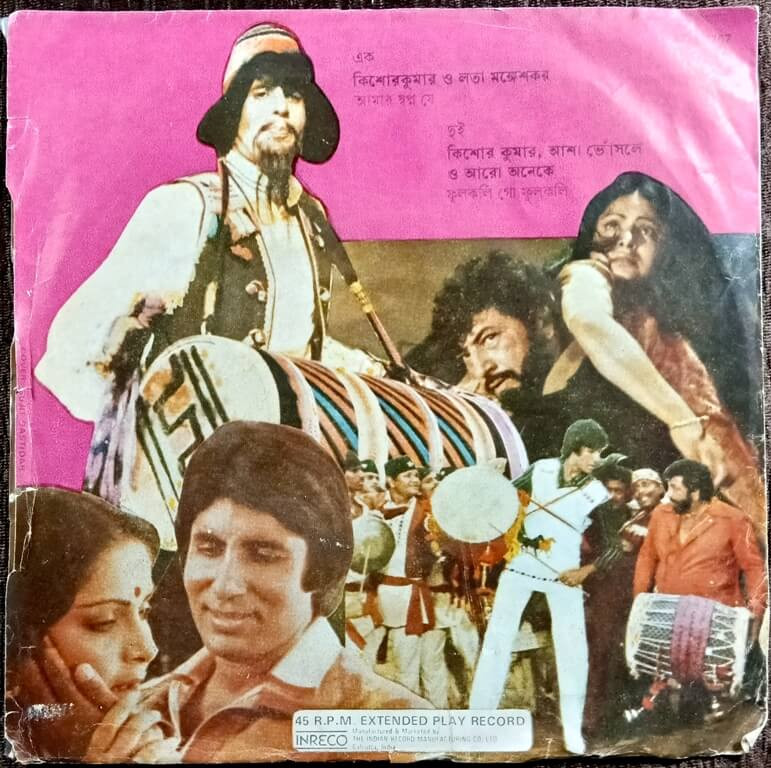 এক
কিশোরকুমার ও লতা মঙ্গেশকর
আমার স্বপ্ন যে
দুই
কিশোর কুমার, আশা ভোঁসলে
ও আরো অনেকে
ফুলকলি গো ফুলকলি
45 R.P.M. EXTENDED PLAY RECORD
INRECO
Manufactured & Marketed by
THE INDIAN RECORD MANUFACTURING CO. LTD.
Calcutta, India